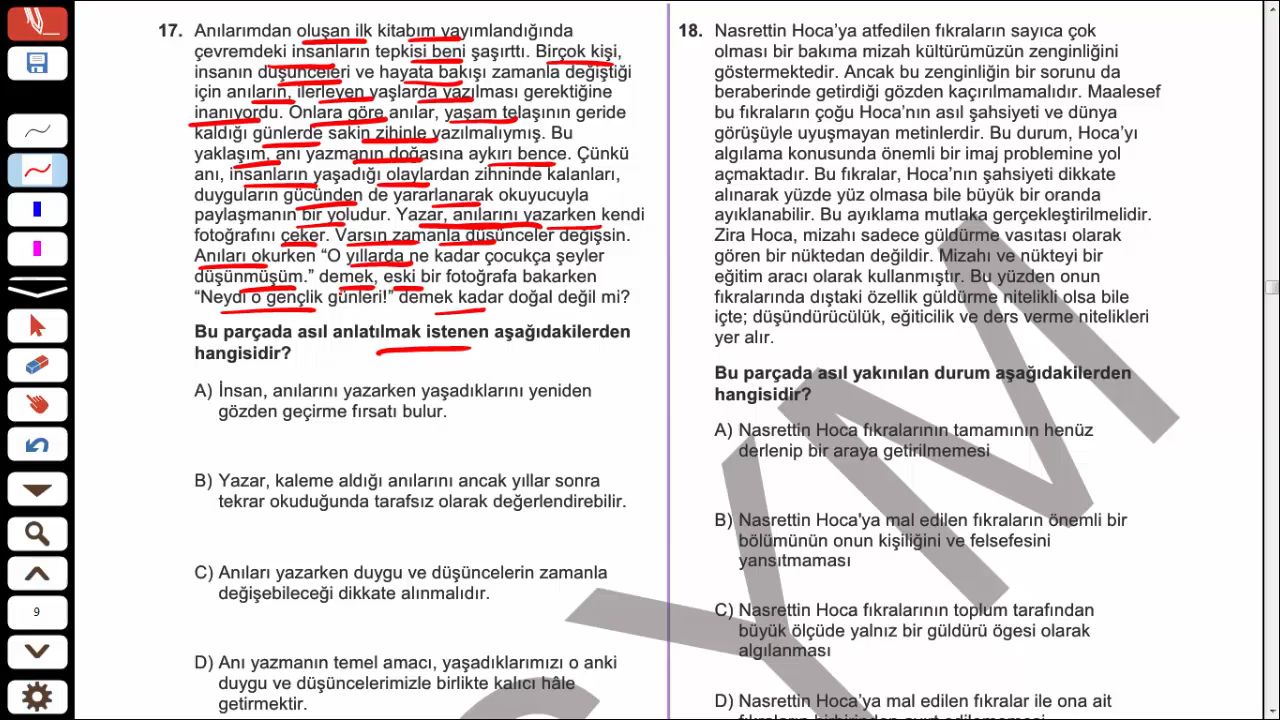 17. Anılarımdan oluşan ilk kitabım yayımlandığında
çevremdeki insanların tepkisi beni şaşırttı. Birçok kişi,
insanın düşünceleri ve hayata bakışı zamanla değiştiği
için anıların, ilerleyen yaşlarda yazılması gerektiğine
inanıyordu. Onlara göre anılar, yaşam telaşının geride
kaldığı günlerde sakin zihinle yazılmalıymış. Bu
yaklaşım, anı yazmanın doğasına aykırı bence. Çünkü
anı, insanların yaşadığı olaylardan zihninde kalanları,
duyguların gücünden de yararlanarak okuyucuyla
paylaşmanın bir yoludur. Yazar, anılarını yazarken kendi
fotoğrafını çeker. Varsın zamanla düşünceler değişsin.
Anıları okurken “O yıllarda ne kadar çocukça şeyler
düşünmüşüm.” demek, eski bir fotoğrafa bakarken
“Neydi o gençlik günleri!” demek kadar doğal değil mi?
Bu parçada asıl anlatılmak istenen aşağıdakilerden
hangisidir?
A) İnsan, anılarını yazarken yaşadıklarını yeniden
gözden geçirme fırsatı bulur.
B) Yazar, kaleme aldığı anılarını ancak yıllar sonra
tekrar okuduğunda tarafsız olarak değerlendirebilir.
C) Anıları yazarken duygu ve düşüncelerin zamanla
değişebileceği dikkate alınmalıdır.
D) Anı yazmanın temel amacı, yaşadıklarımızı o anki
duygu ve düşüncelerimizle birlikte kalıcı hâle
getirmektir.
18. Nasrettin Hoca’ya atfedilen fıkraların sayıca çok
olması bir bakıma mizah kültürümüzün zenginliğini
göstermektedir. Ancak bu zenginliğin bir sorunu da
beraberinde getirdiği gözden kaçırılmamalıdır. Maalesef
bu fıkraların çoğu Hoca’nın asıl şahsiyeti ve dünya
görüşüyle uyuşmayan metinlerdir. Bu durum, Hoca’yı
algılama konusunda önemli bir imaj problemine yol
açmaktadır. Bu fıkralar, Hoca’nın şahsiyeti dikkate
alınarak yüzde yüz olmasa bile büyük bir oranda
ayıklanabilir. Bu ayıklama mutlaka gerçekleştirilmelidir.
Zira Hoca, mizahı sadece güldürme vasıtası olarak
gören bir nüktedan değildir. Mizahı ve nükteyi bir
eğitim aracı olarak kullanmıştır. Bu yüzden onun
fıkralarında dıştaki özellik güldürme nitelikli olsa bile
içte; düşündürücülük, eğiticilik ve ders verme nitelikleri
yer alır.
Bu parçada asıl yakınılan durum aşağıdakilerden
hangisidir?
A) Nasrettin Hoca fıkralarının tamamının henüz
derlenip bir araya getirilmemesi
B) Nasrettin Hoca'ya mal edilen fıkraların önemli bir
bölümünün onun kişiliğini ve felsefesini
yansıtmaması
C) Nasrettin Hoca fıkralarının toplum tarafından
büyük ölçüde yalnız bir güldürü ögesi olarak
algılanması
D) Nasrettin Hoca’ya mal edilen fıkralar ile ona ait
9